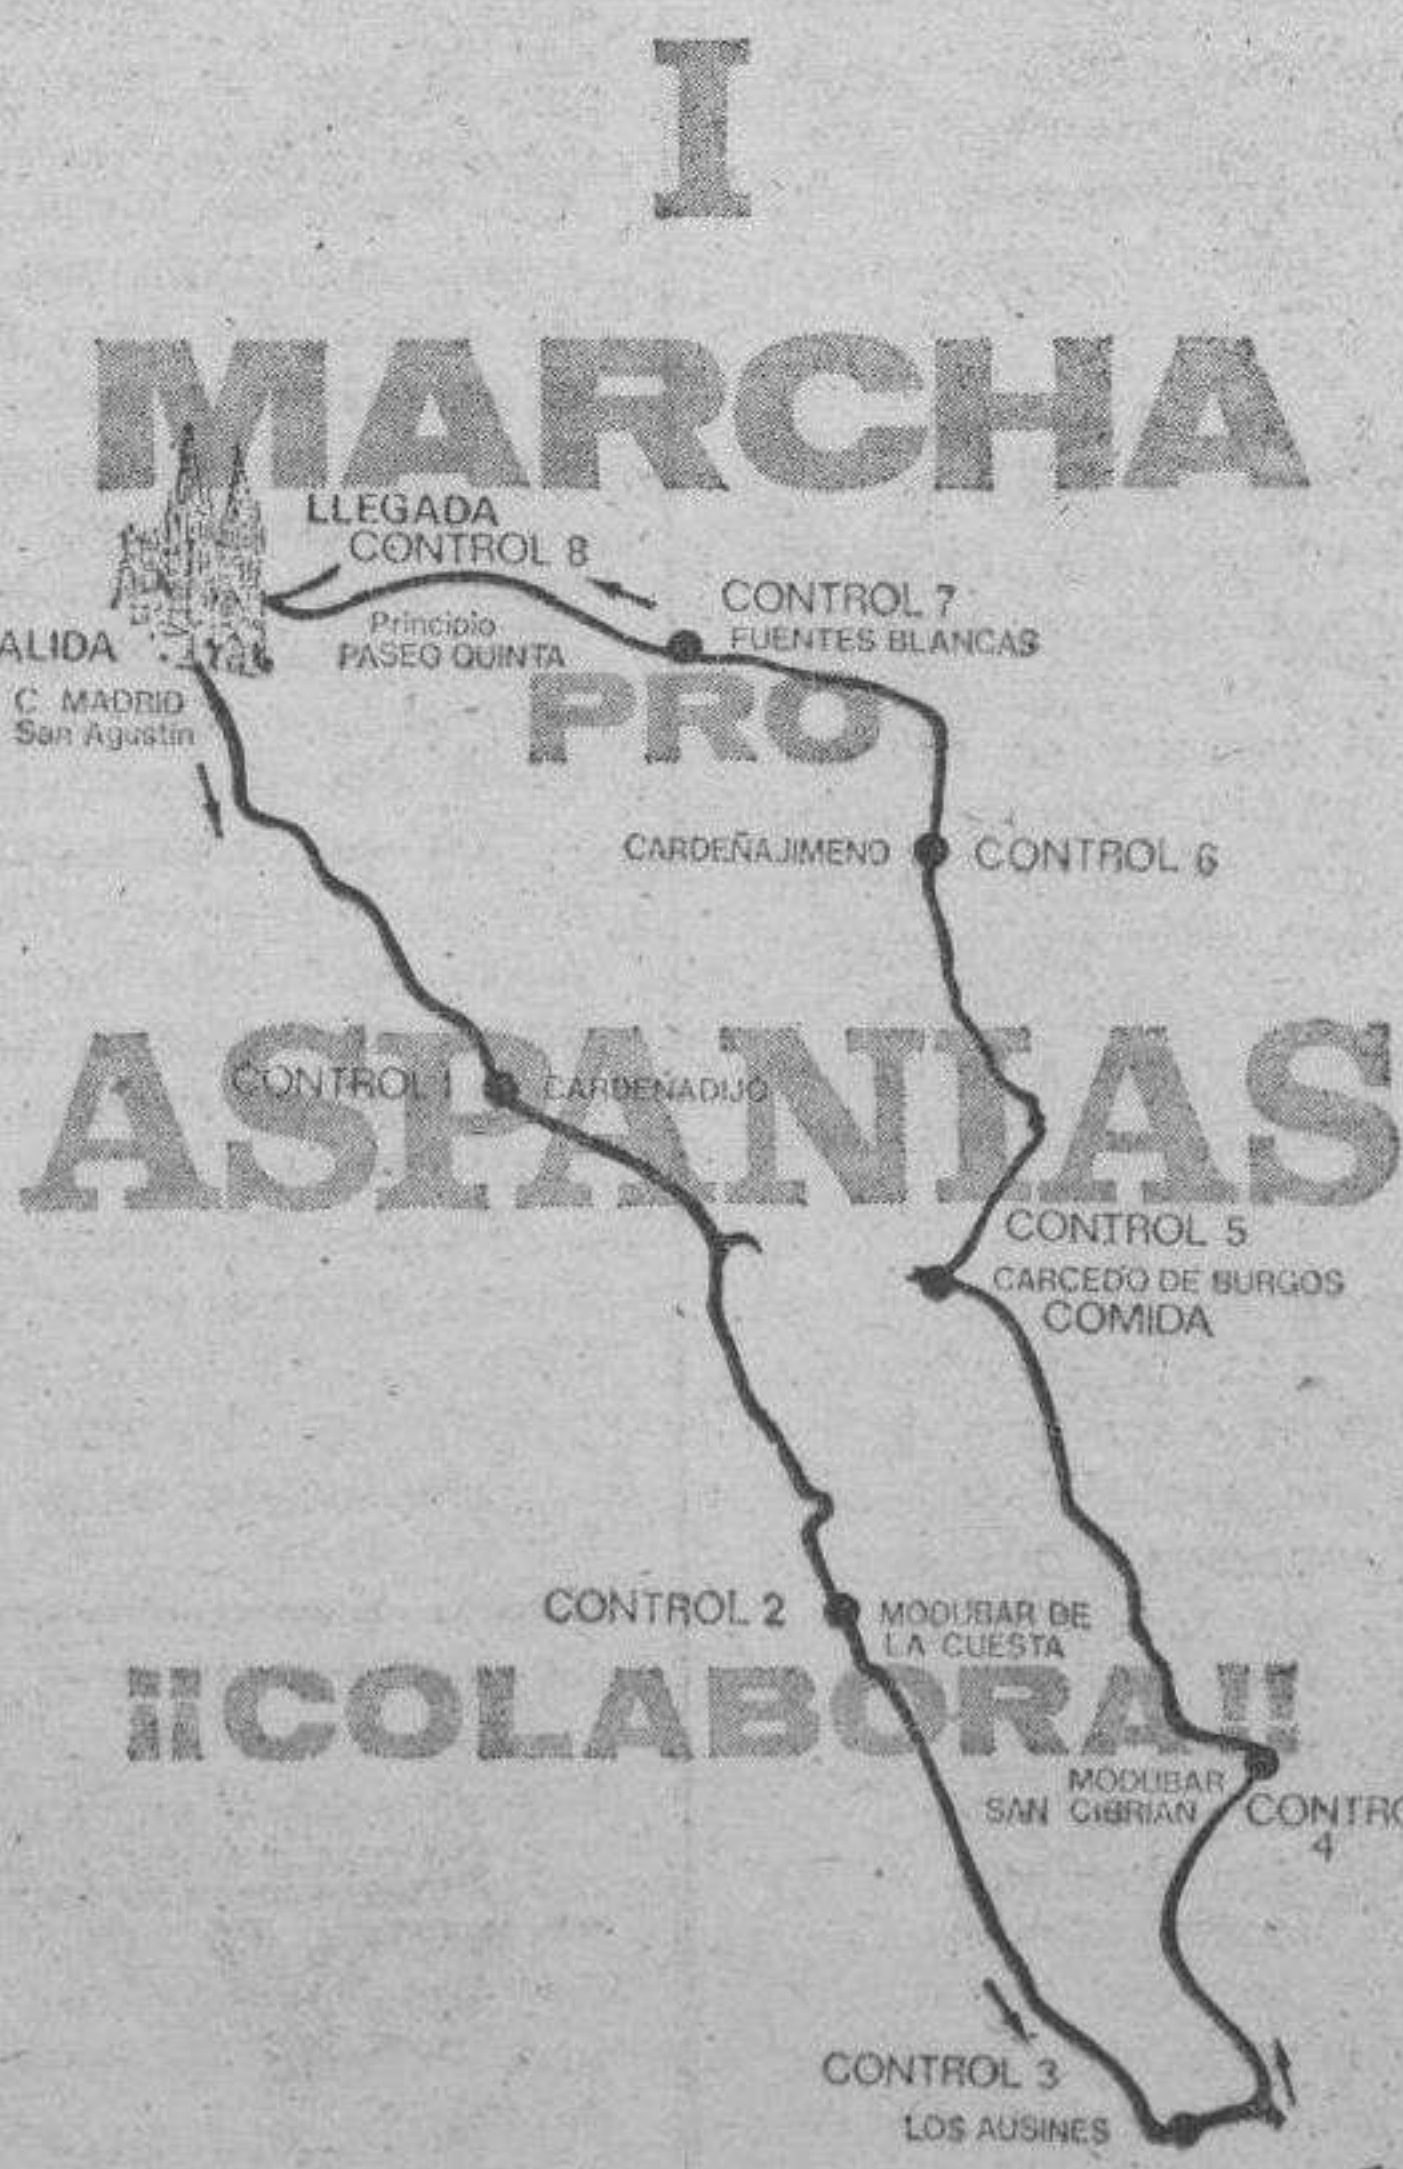 I
MARCHA
LLEGADA
CONTROL 8
CONTROL 7
FUENTES BLANCAS
Principio
PASEO QUINTA
ALIDA
C. MADRID
San Agustín
PRO
CARDEÑAJIMENO
CONTROL 6
ASPANIAS
CONTROL 1
CARDEÑADIJO
CONTROL 5
CARCEDO DE BURGOS
COMIDA
CONTROL 2
MODUBAR DE
LA CUESTA
¡¡COLABORA!!
MODUBAR
SAN CIBRIAN
CONTRO
4
CONTROL 3
LOS AUSINES